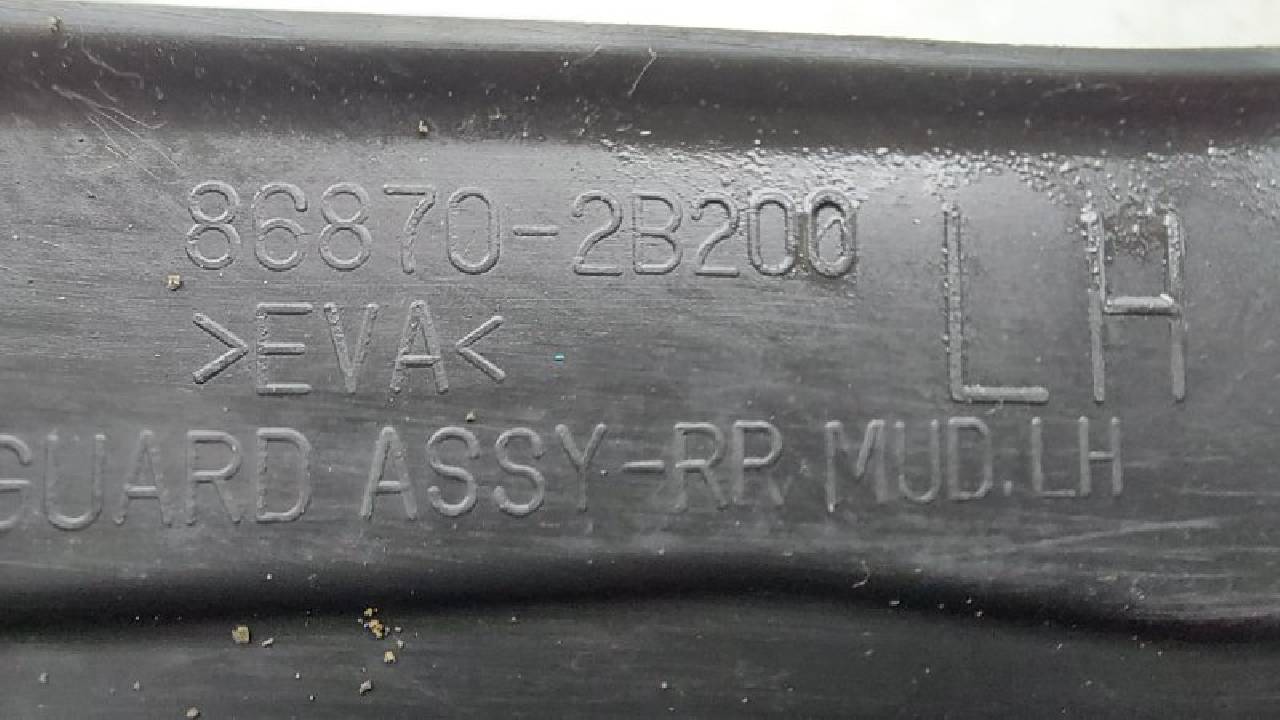 86870-2B200 LH
>EVA<
GUARD ASSY-RR MUD.LH